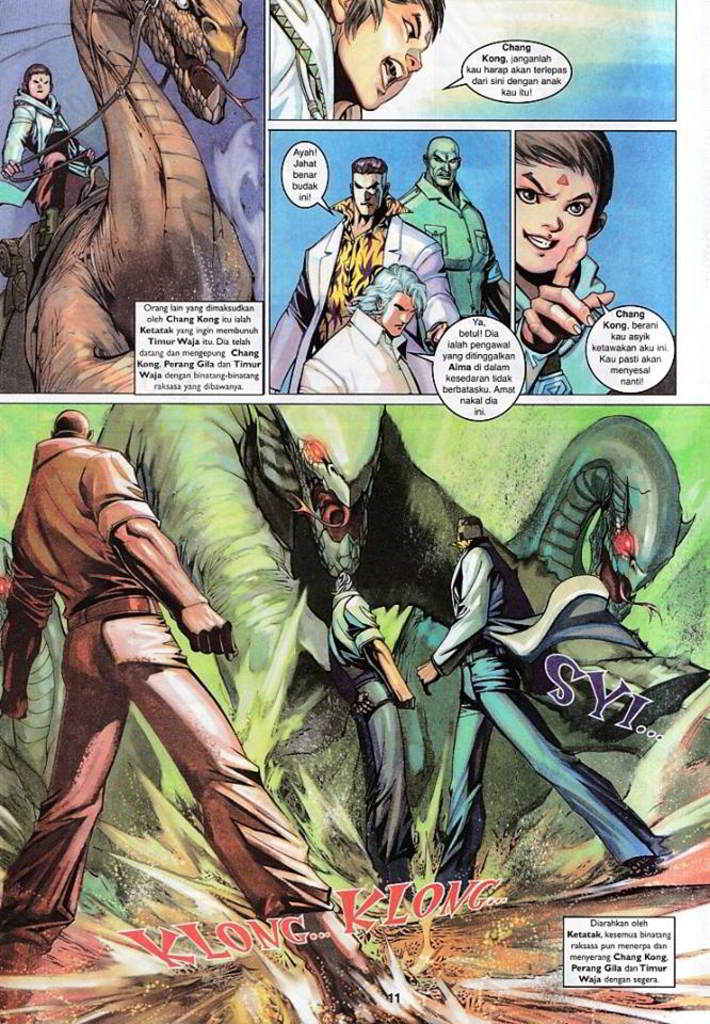 Orang lain yang dimaksudkan
oleh Chang Kong itu ialah
Ketatak yang ingin membunuh
Timur Waja itu. Dia telah
datang dan mengepung Chang
Kong, Perang Gila dan Timur
Waja dengan binatang-binatang
raksasa yang dibawanya.
Chang
Kong, janganlah
kau harap akan terlepas
dari sini dengan anak
kau itu!
Ayah!
Jahat
benar
budak
ini!
Ya,
betul! Dia
ialah pengawal
yang ditinggalkan
Alma di dalam
kesedaran tidak
berbatasku. Amat
nakal dia
ini.
Chang
Kong, berani
kau asyik
ketawakan aku ini.
Kau pasti akan
menyesal
nanti!
SYI...
KLONG... KLONG...
Diarahkan oleh
Ketatak, kesemua binatang
raksasa pun menerpa dan
menyerang Chang Kong,
Perang Gila dan Timur
Waja dengan segera.
11